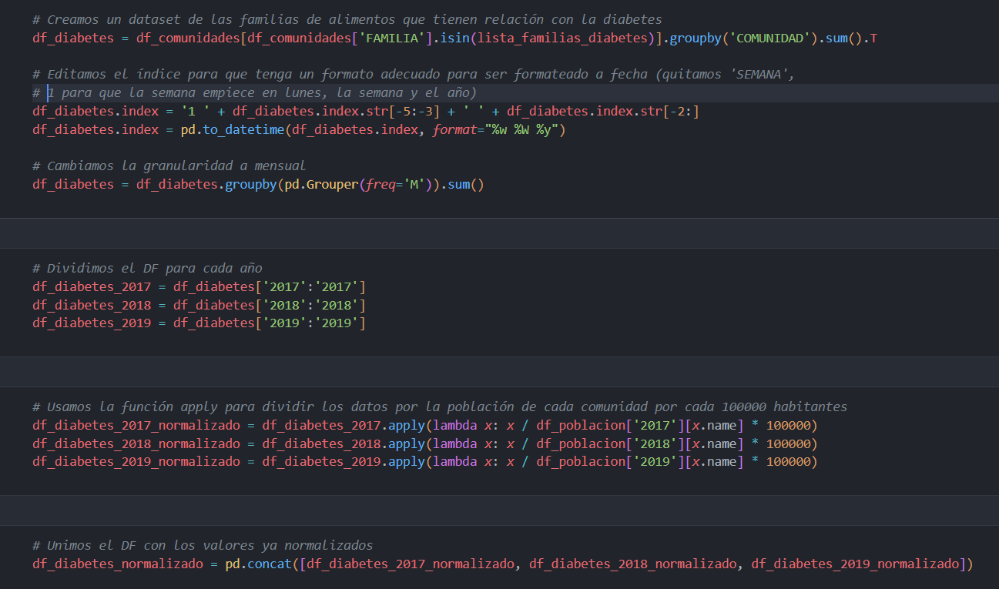 # Creamos un dataset de las familias de alimentos que tienen relación con la diabetes
df_diabetes = df_comunidades[df_comunidades['FAMILIA'].isin(lista_familias_diabetes)].groupby('COMUNIDAD').sum().T
# Editamos el índice para que tenga un formato adecuado para ser formateado a fecha (quitamos 'SEMANA',
# 1 para que la semana empiece en lunes, la semana y el año)
df_diabetes.index = '1 ' + df_diabetes.index.str[-5:-3] + ' ' + df_diabetes.index.str[-2:]
df_diabetes.index = pd.to_datetime(df_diabetes.index, format="%w %W %y")
# Cambiamos la granularidad a mensual
df_diabetes = df_diabetes.groupby(pd.Grouper(freq='M')).sum()
# Dividimos el DF para cada año
df_diabetes_2017 = df_diabetes['2017':'2017']
df_diabetes_2018 = df_diabetes['2018':'2018']
df_diabetes_2019 = df_diabetes['2019':'2019']
# Usamos la función apply para dividir los datos por la población de cada comunidad por cada 100000 habitantes
df_diabetes_2017_normalizado = df_diabetes_2017.apply(lambda x: x / df_poblacion['2017'][x.name] * 100000)
df_diabetes_2018_normalizado = df_diabetes_2018.apply(lambda x: x / df_poblacion['2018'][x.name] * 100000)
df_diabetes_2019_normalizado = df_diabetes_2019.apply(lambda x: x / df_poblacion['2019'][x.name] * 100000)
# Unimos el DF con los valores ya normalizados
df_diabetes_normalizado = pd.concat([df_diabetes_2017_normalizado, df_diabetes_2018_normalizado, df_diabetes_2019_normalizado])